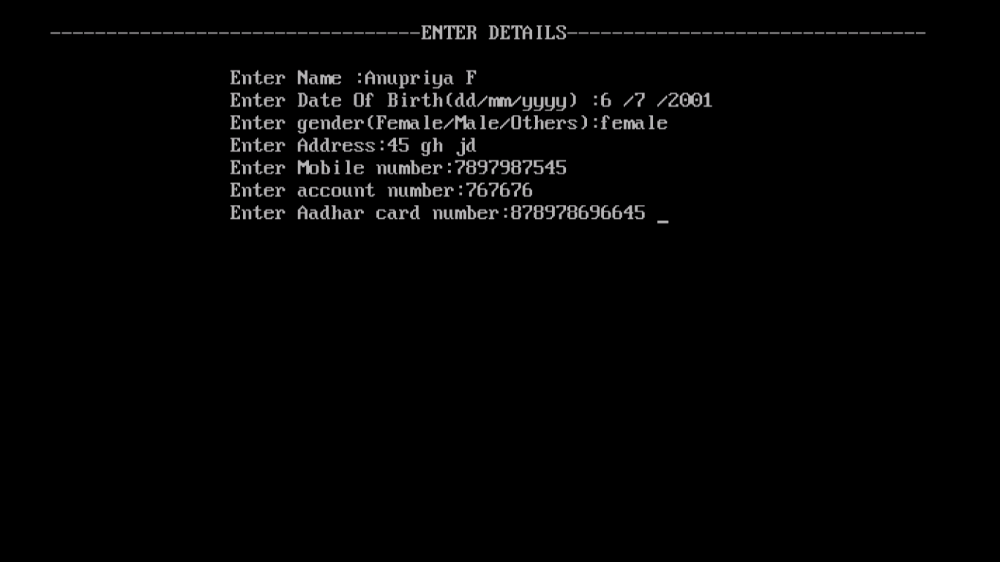 ---------------------------------ENTER DETAILS--------------------------------
Enter Name :Anupriya F
Enter Date Of Birth(dd/mm/yyyy) :6 /7 /2001
Enter gender(Female/Male/Others):female
Enter Address:45 gh jd
Enter Mobile number:7897987545
Enter account number:767676
Enter Aadhar card number:878978696645 _